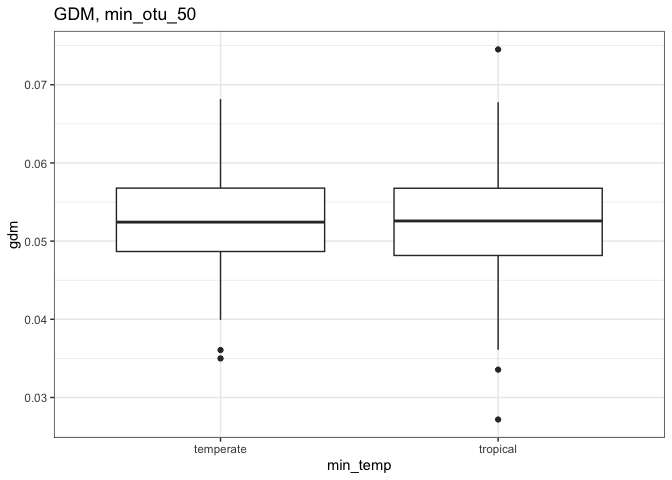 GDM, min_otu_50
gdm
0.07
0.06
0.05
0.04
0.03
temperate
tropical
min_temp